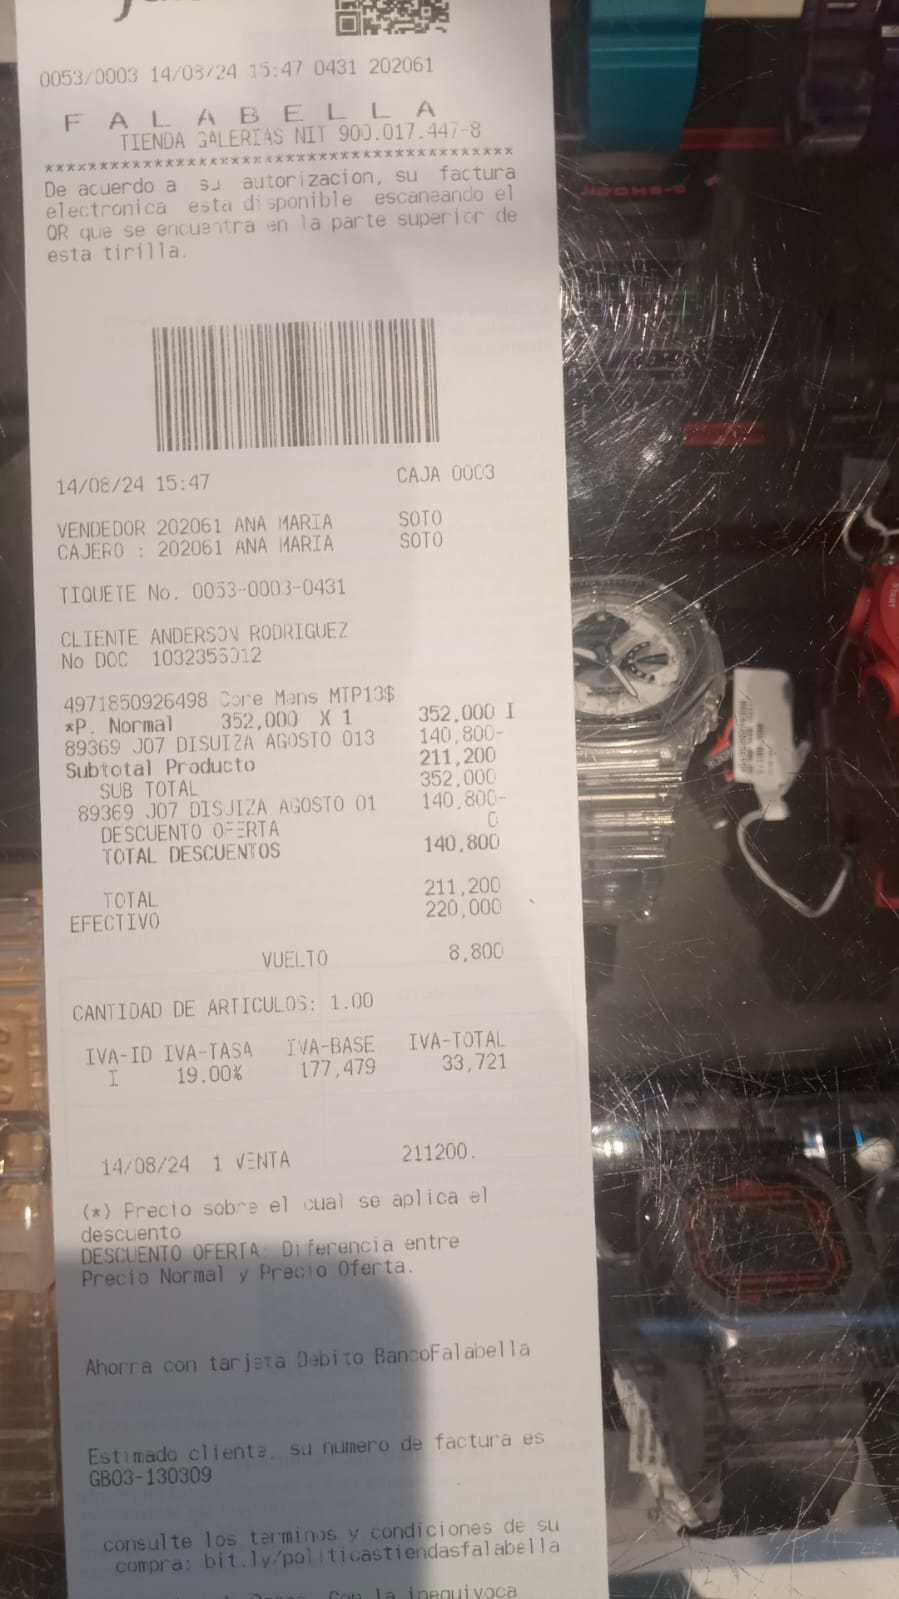 0053/0003 14/08/24 15:47 0431 202061
FALABELLA
TIENDA GALERIAS NIT 900.017.447-8
******************************************
De acuerdo a su autorizacion, su factura
electronica esta disponible escaneando el
QR que se encuentra en la parte superior de
esta tirilla.
14/08/24 15:47 CAJA 0003
VENDEDOR 202061 ANA MARIA SOTO
CAJERO : 202061 ANA MARIA SOTO
TIQUETE No. 0053-0003-0431
CLIENTE ANDERSON RODRIGUEZ
No DOC
4971850926498 Core Mans MTP13$
*P. Normal 352,000 X 1 352,000 I
89369 J07 DISUIZA AGOSTO 013 140,800-
Subtotal Producto 211,200
SUB TOTAL 352,000
89369 J07 DISUIZA AGOSTO 01 140,800-
DESCUENTO OFERTA 0
TOTAL DESCUENTOS 140,800
TOTAL 211,200
EFECTIVO 220,000
VUELTO 8,800
CANTIDAD DE ARTICULOS: 1.00
IVA-ID IVA-TASA IVA-BASE IVA-TOTAL
I 19.00% 177,479 33,721
14/08/24 1 VENTA 211200.
(*) Precio sobre el cual se aplica el
descuento
DESCUENTO OFERTA: Diferencia entre
Precio Normal y Precio Oferta.
Ahorra con tarjeta Debito BancoFalabella
Estimado cliente, su numero de factura es
GB03-130309
consulte los terminos y condiciones de su
compra: bit.ly/politicastiendasfalabella
Con la inequivoca
G-SHOCK
START